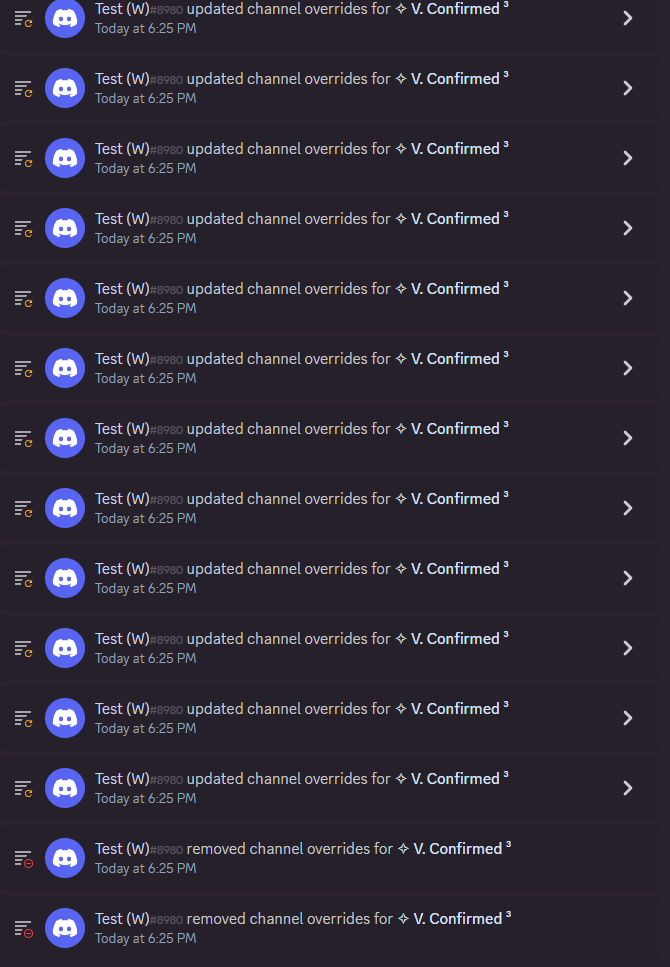 Test (W)#8980 updated channel overrides for ✧ V. Confirmed ³
Today at 6:25 PM
Test (W)#8980 updated channel overrides for ✧ V. Confirmed ³
Today at 6:25 PM
Test (W)#8980 updated channel overrides for ✧ V. Confirmed ³
Today at 6:25 PM
Test (W)#8980 updated channel overrides for ✧ V. Confirmed ³
Today at 6:25 PM
Test (W)#8980 updated channel overrides for ✧ V. Confirmed ³
Today at 6:25 PM
Test (W)#8980 updated channel overrides for ✧ V. Confirmed ³
Today at 6:25 PM
Test (W)#8980 updated channel overrides for ✧ V. Confirmed ³
Today at 6:25 PM
Test (W)#8980 updated channel overrides for ✧ V. Confirmed ³
Today at 6:25 PM
Test (W)#8980 updated channel overrides for ✧ V. Confirmed ³
Today at 6:25 PM
Test (W)#8980 updated channel overrides for ✧ V. Confirmed ³
Today at 6:25 PM
Test (W)#8980 updated channel overrides for ✧ V. Confirmed ³
Today at 6:25 PM
Test (W)#8980 updated channel overrides for ✧ V. Confirmed ³
Today at 6:25 PM
Test (W)#8980 removed channel overrides for ✧ V. Confirmed ³
Today at 6:25 PM
Test (W)#8980 removed channel overrides for ✧ V. Confirmed ³
Today at 6:25 PM